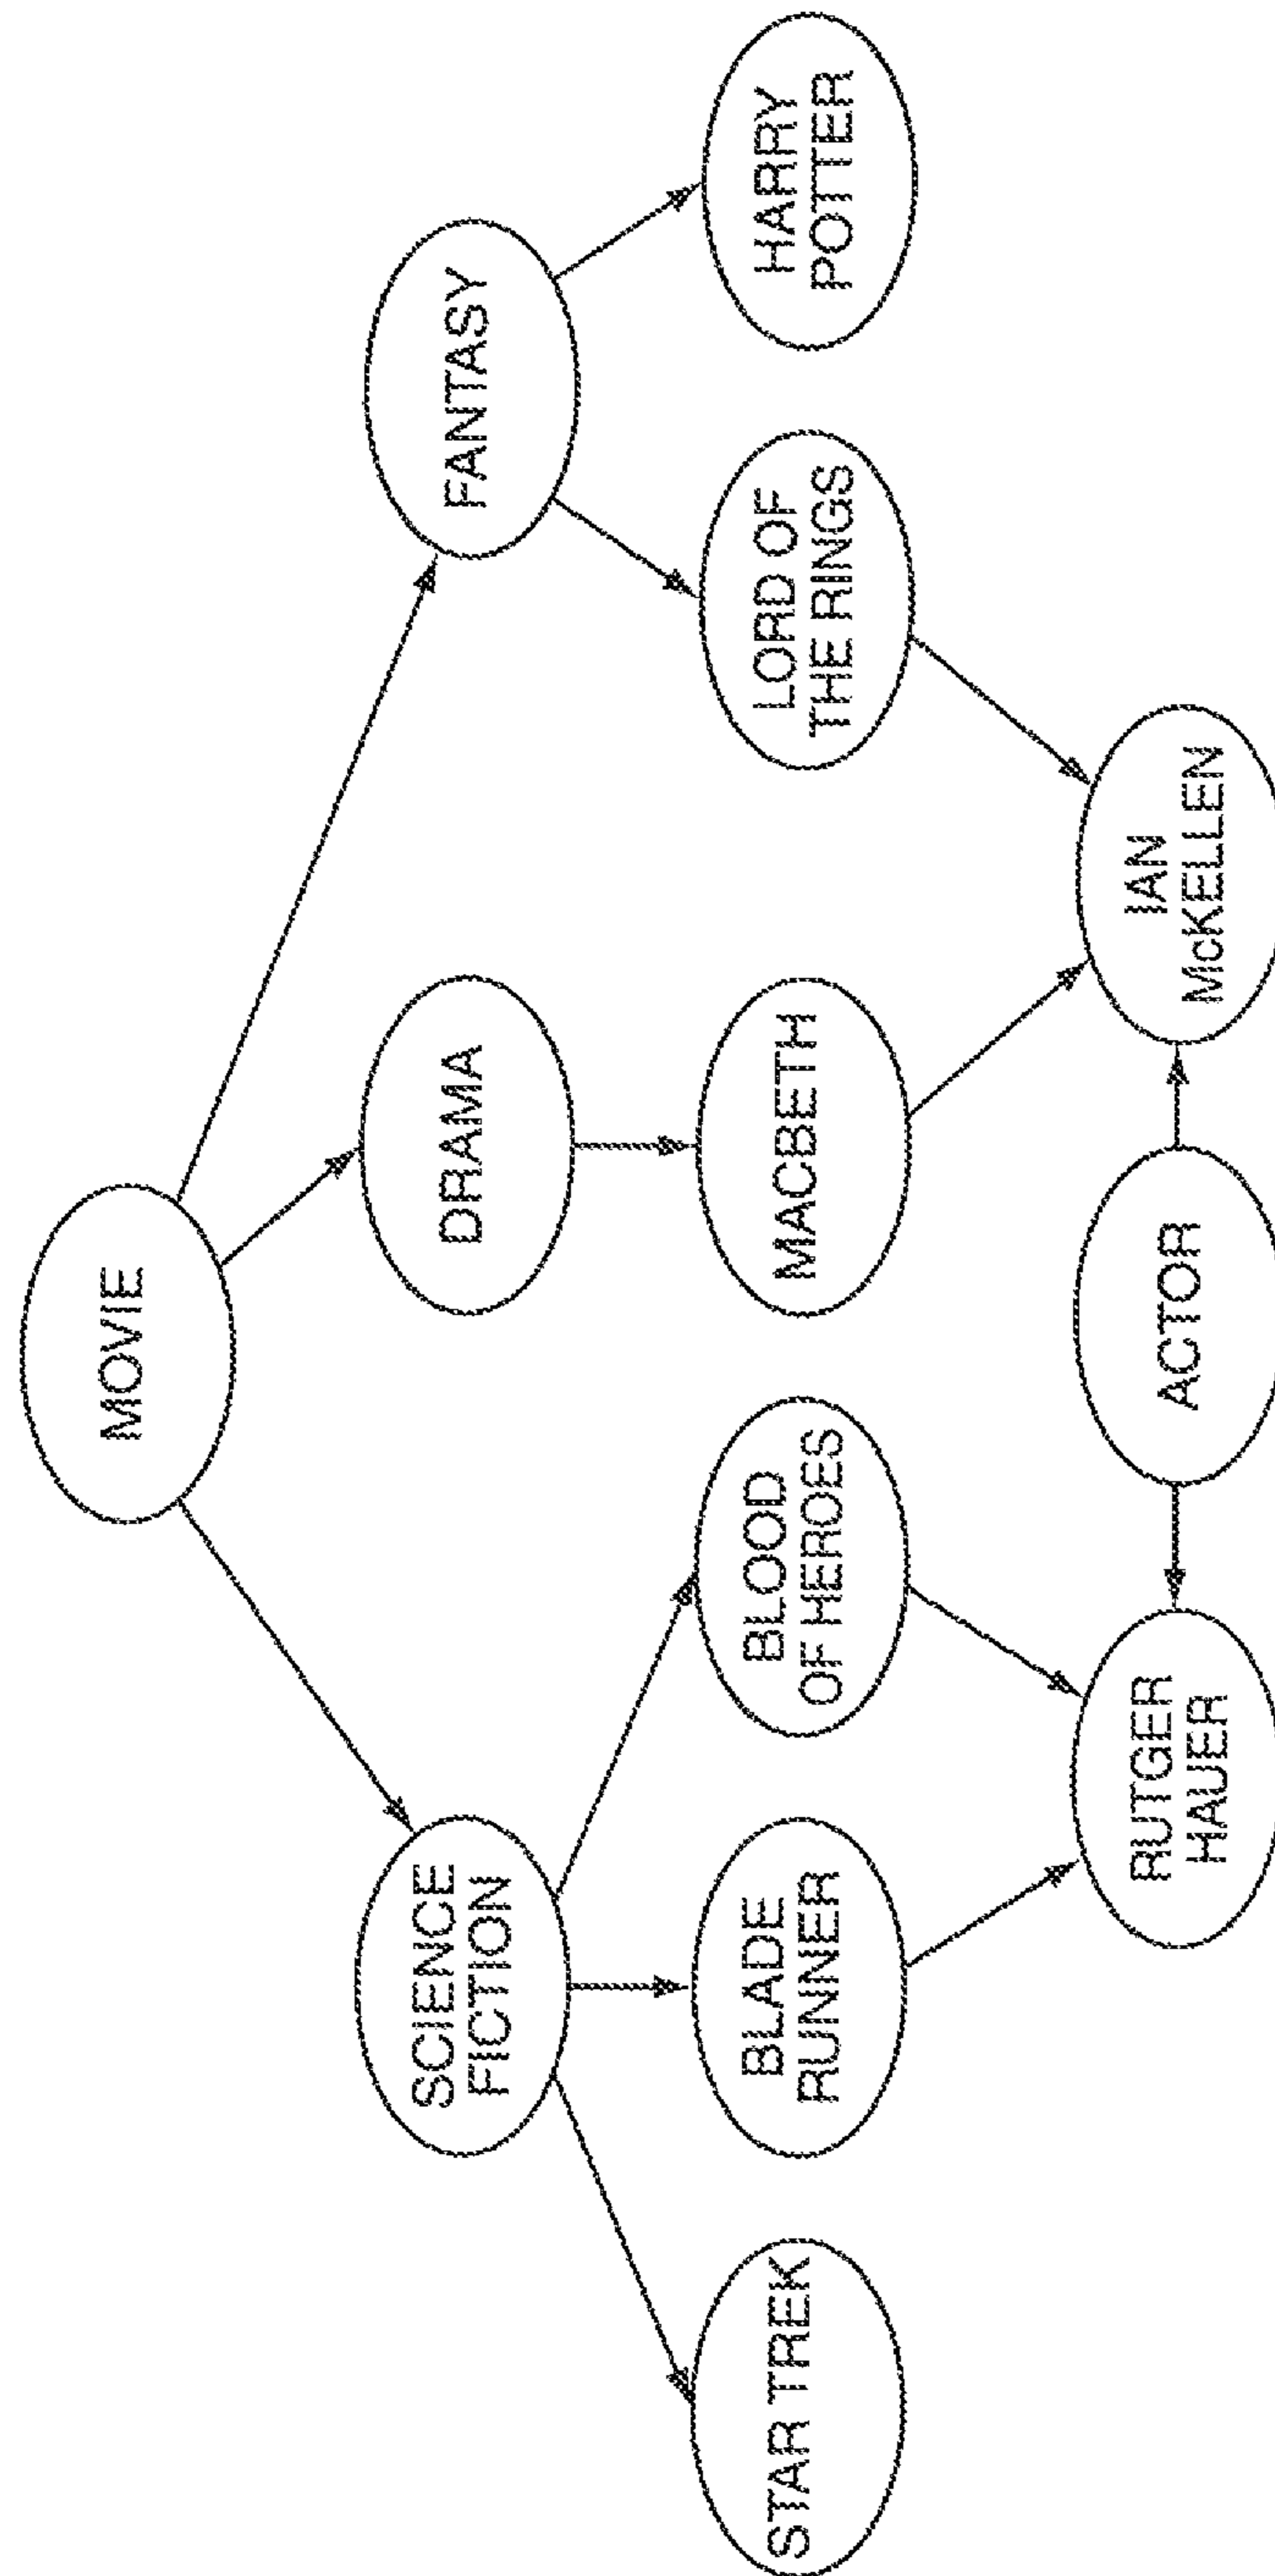 MOVIE
SCIENCE
FICTION
DRAMA
FANTASY
STAR TREK
BLADE
RUNNER
BLOOD
OF HEROES
MACBETH
LORD OF
THE RINGS
HARRY
POTTER
RUTGER
HAUER
ACTOR
IAN
McKELLEN